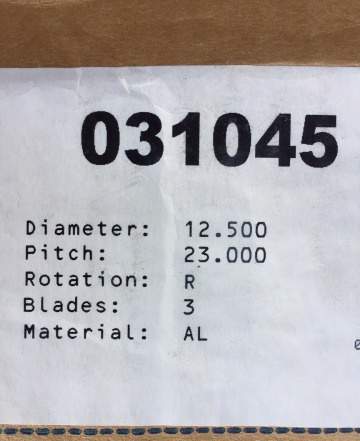 031045
Diameter: 12.500
Pitch: 23.000
Rotation: R
Blades: 3
Material: AL